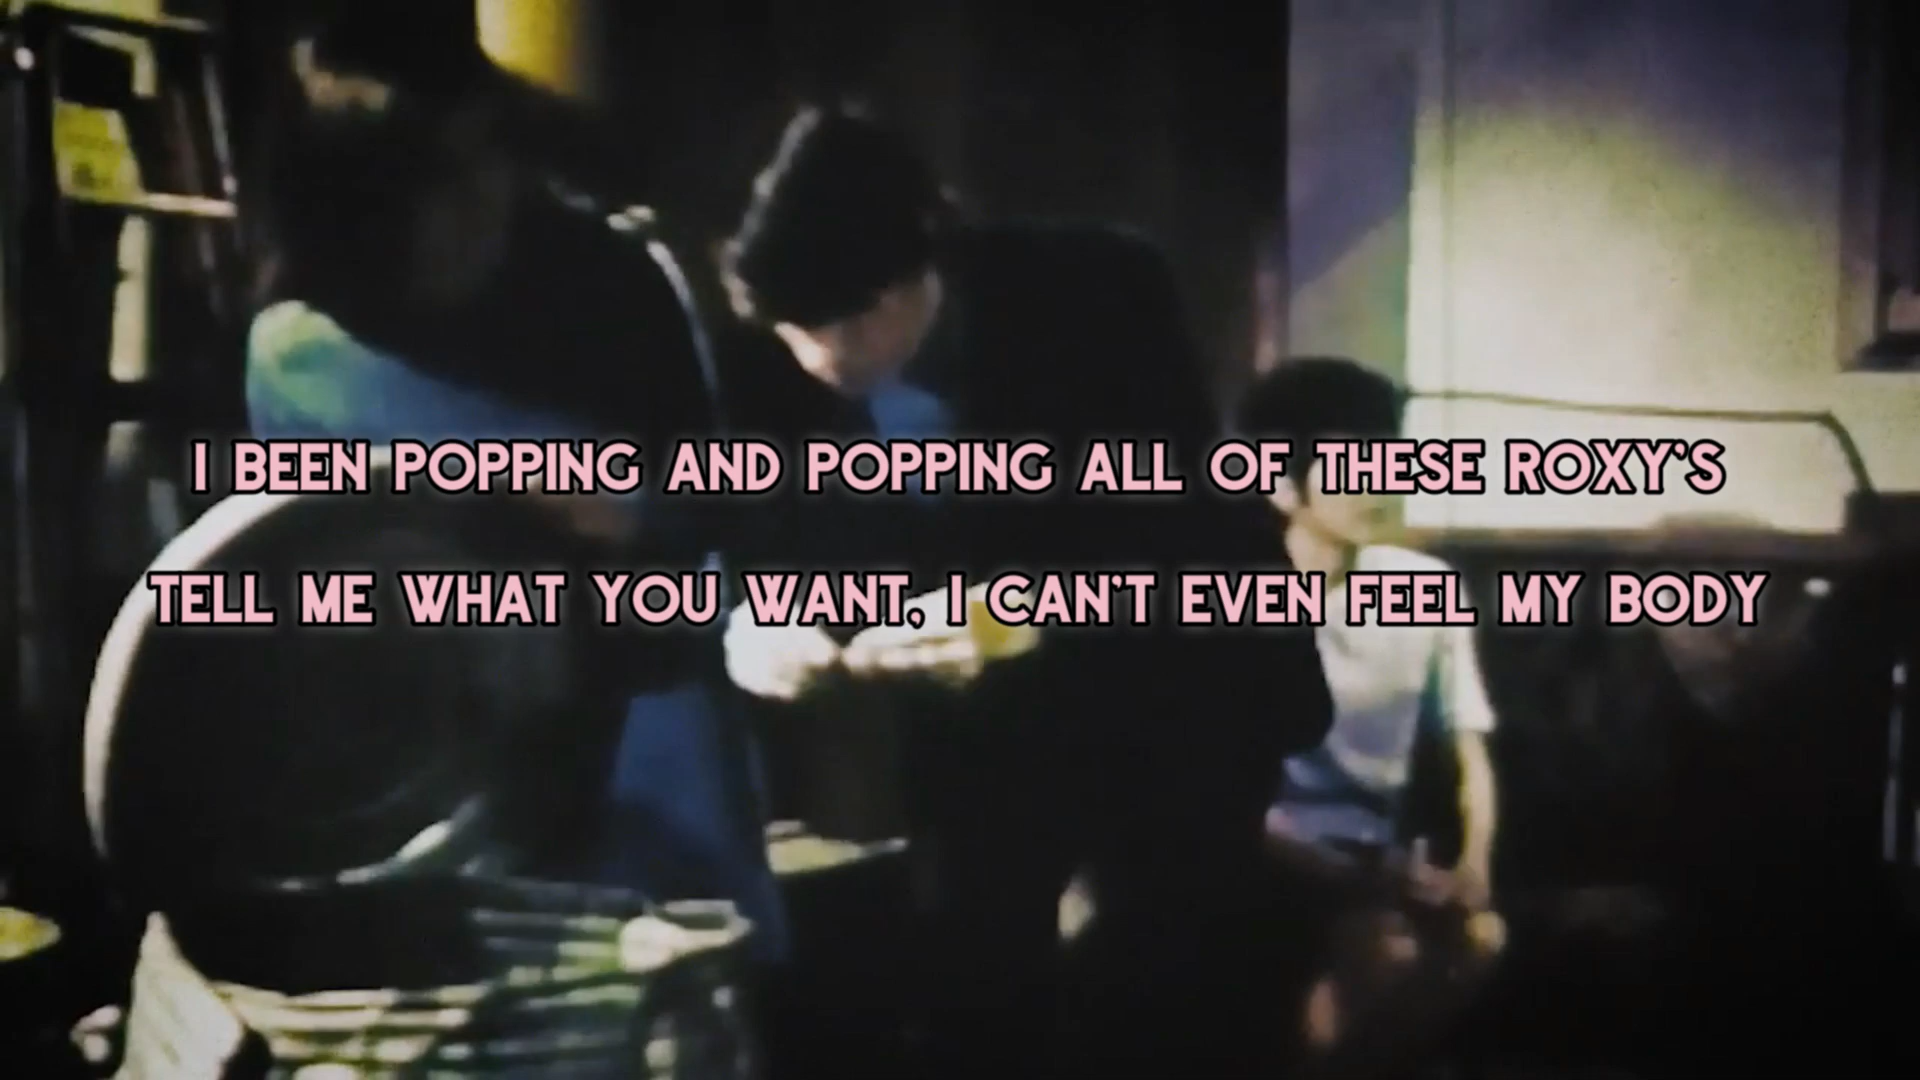 I BEEN POPPING AND POPPING ALL OF THESE ROXY'S
TELL ME WHAT YOU WANT, I CAN'T EVEN FEEL MY BODY